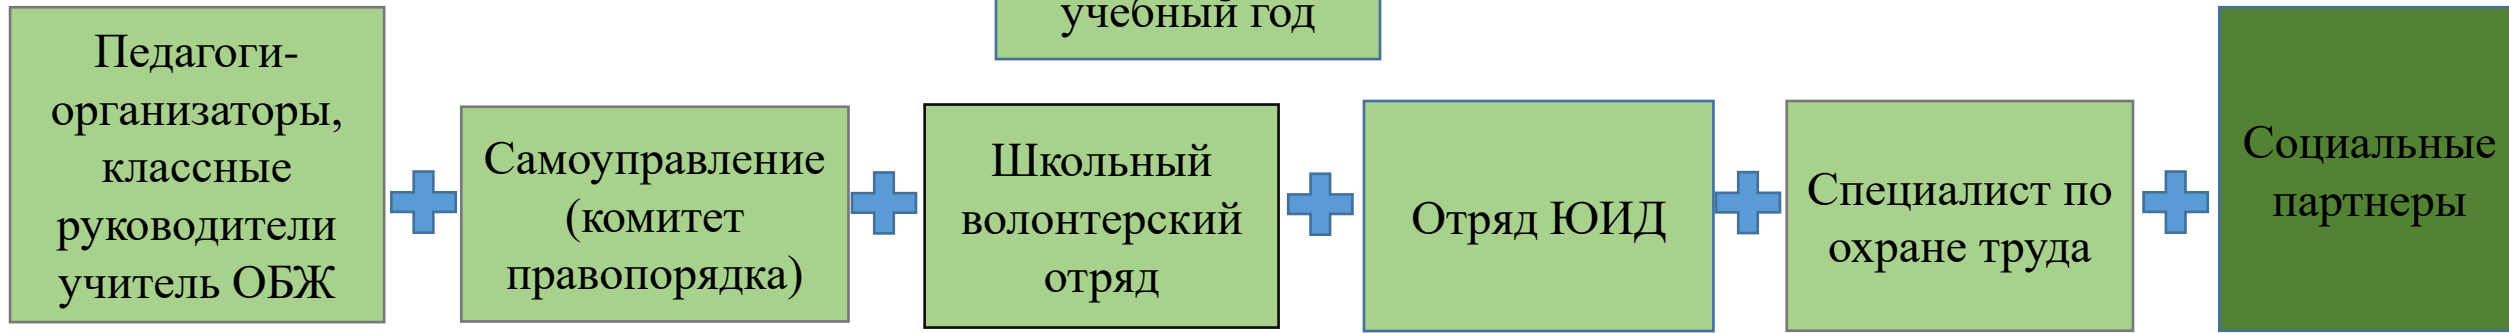 учебный год
Педагоги-
организаторы,
классные
руководители
учитель ОБЖ
Самоуправление
(комитет
правопорядка)
Школьный
волонтерский
отряд
Отряд ЮИД
Специалист по
охране труда
Социальные
партнеры